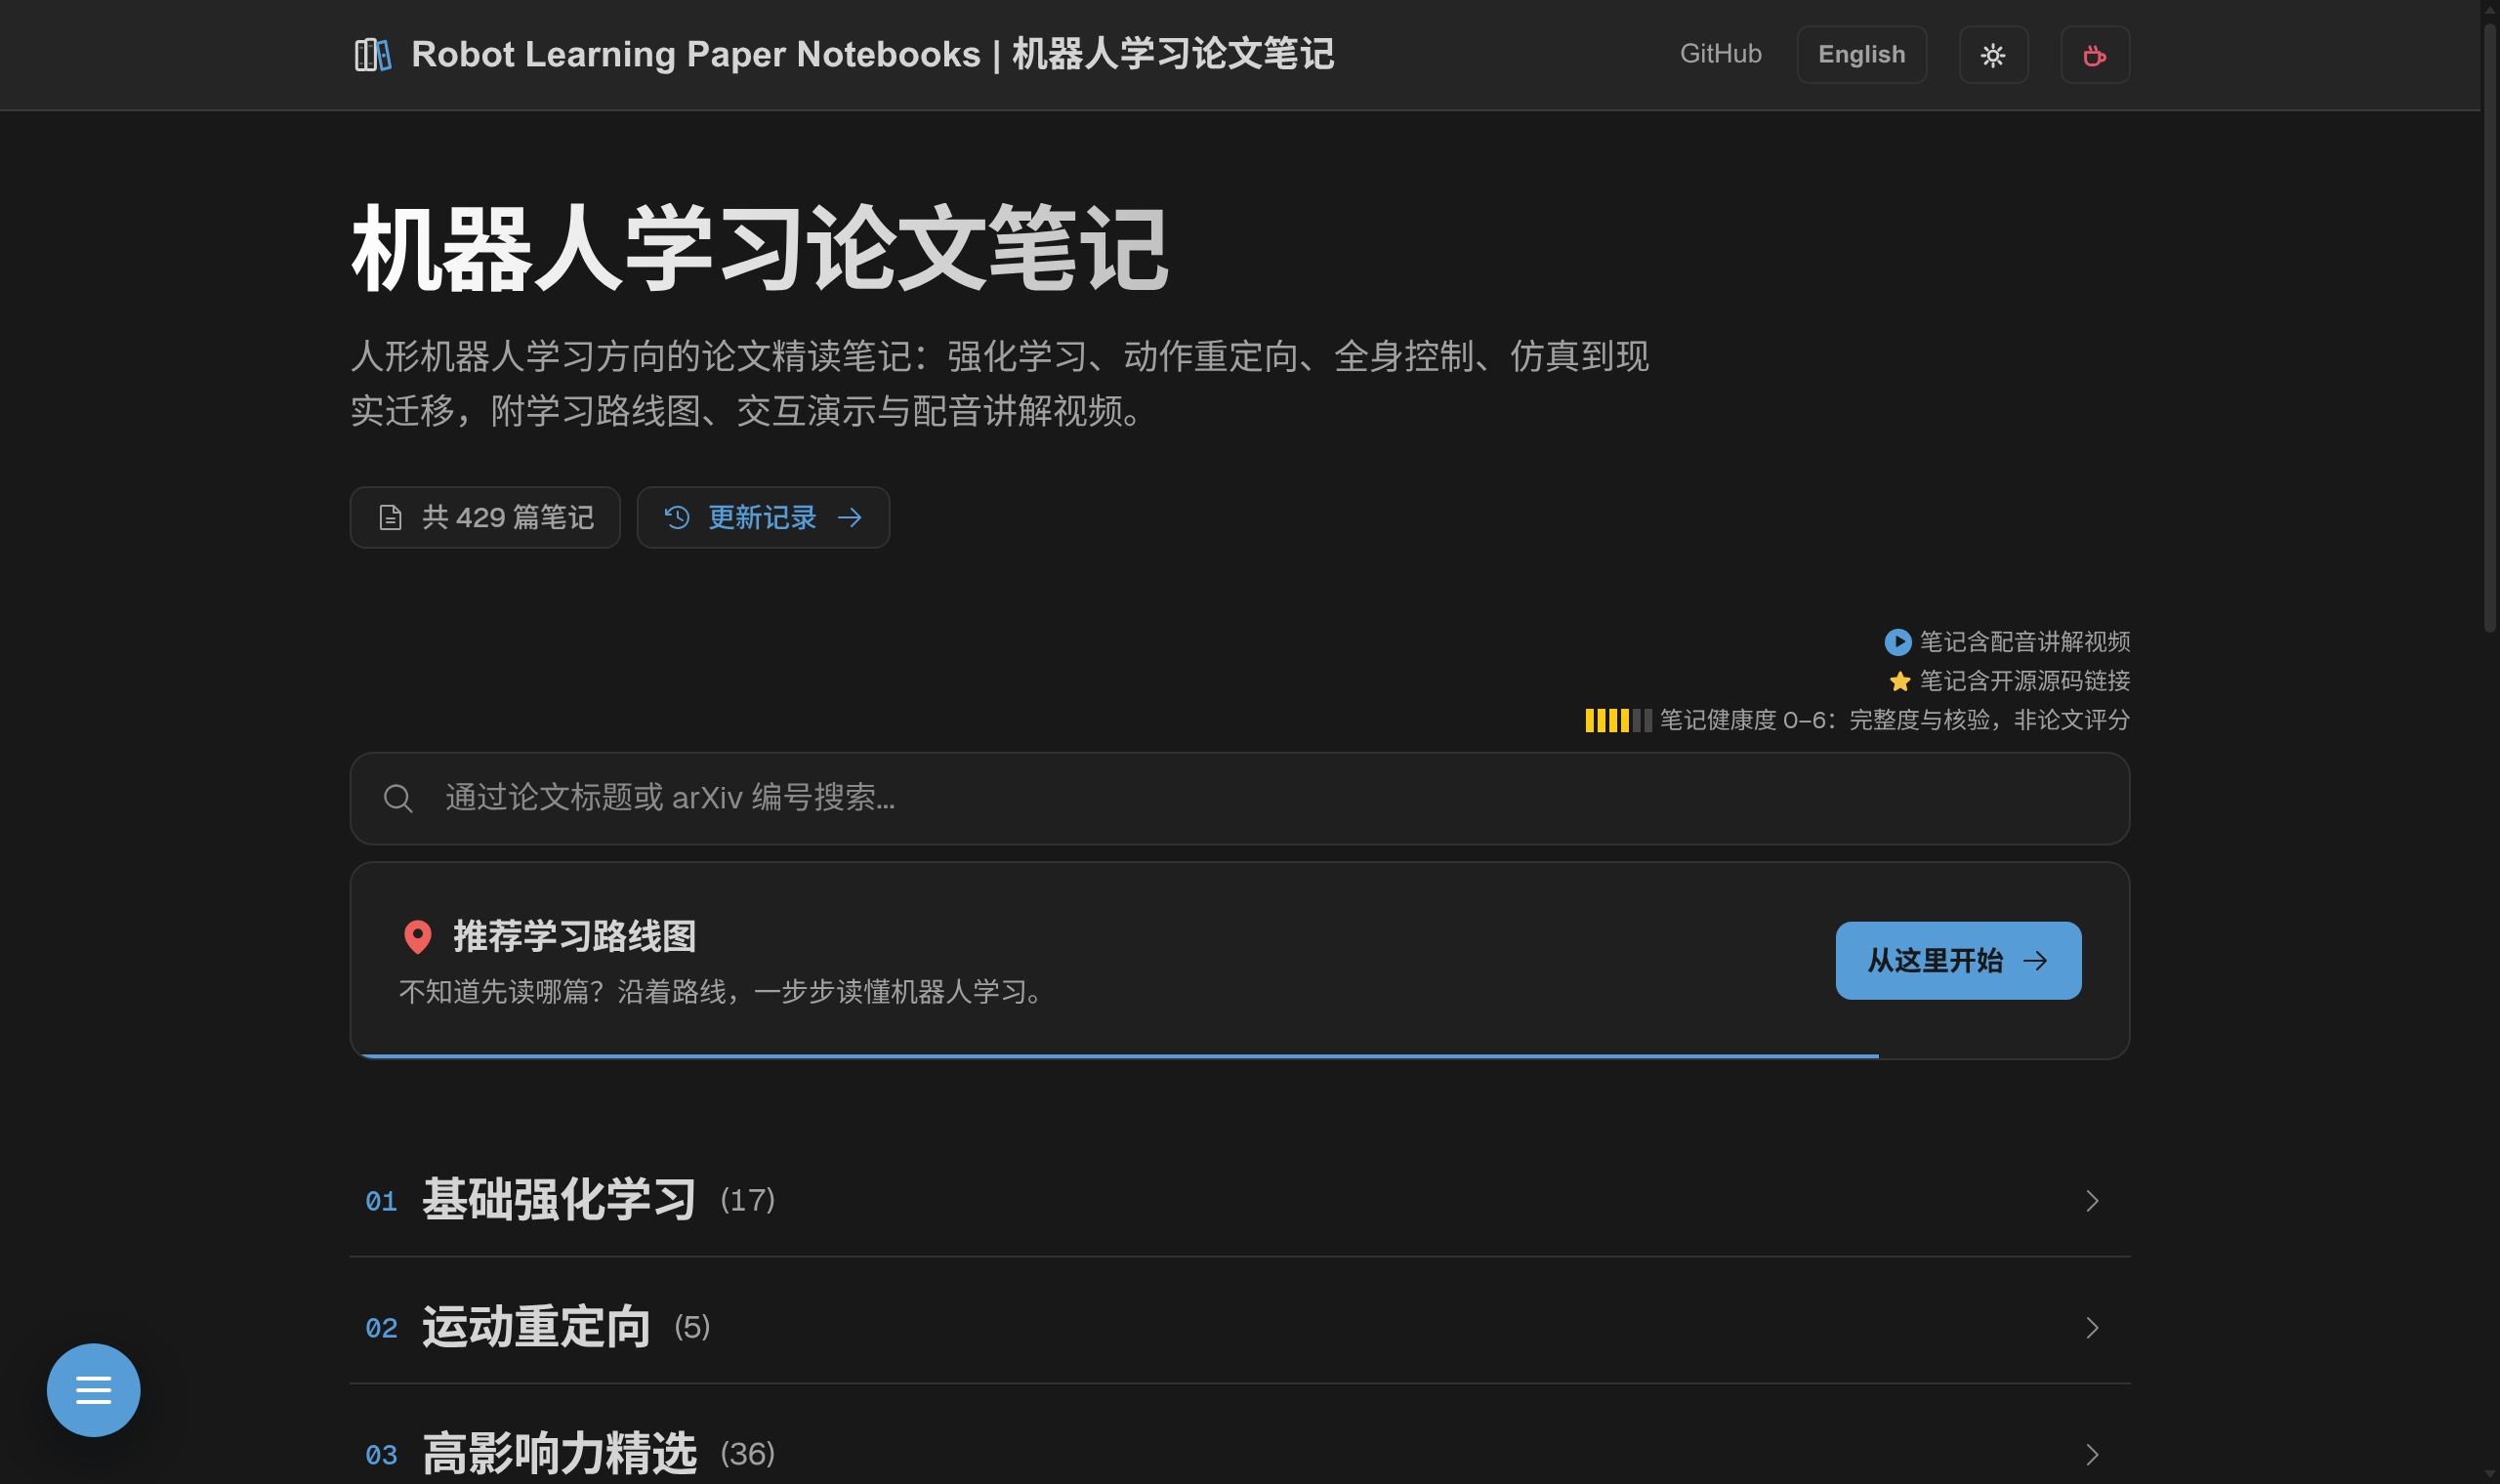 Robot Learning Paper Notebooks | 机器人学习论文笔记
GitHub
English
机器人学习论文笔记
人形机器人学习方向的论文精读笔记：强化学习、动作重定向、全身控制、仿真到现
实迁移，附学习路线图、交互演示与配音讲解视频。
共 429 篇笔记
更新记录
笔记含配音讲解视频
笔记含开源源码链接
笔记健康度 0–6：完整度与核验，非论文评分
通过论文标题或 arXiv 编号搜索...
推荐学习路线图
不知道先读哪篇？沿着路线，一步步读懂机器人学习。
从这里开始
01 基础强化学习 (17)
02 运动重定向 (5)
03 高影响力精选 (36)